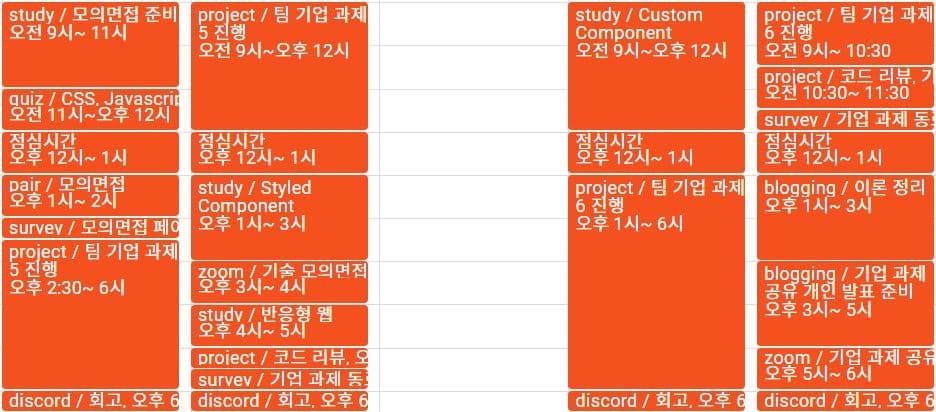 study / 모의면접 준비
오전 9시~ 11시
quiz / CSS, Javascrip
오전 11시~오후 12시
점심시간
오후 12시~ 1시
pair / 모의면접
오후 1시~ 2시
survey / 모의면접 페어
project / 팀 기업 과제
5 진행
오후 2:30~ 6시
discord / 회고, 오후 6
project / 팀 기업 과제
5 진행
오전 9시~오후 12시
점심시간
오후 12시~ 1시
study / Styled
Component
오후 1시~ 3시
zoom / 기술 모의면접
오후 3시~ 4시
study / 반응형 웹
오후 4시~ 5시
project / 코드 리뷰, 오
survey / 기업 과제 동료
discord / 회고, 오후 6
study / Custom
Component
오전 9시~오후 12시
점심시간
오후 12시~ 1시
project / 팀 기업 과제
6 진행
오후 1시~ 6시
discord / 회고, 오후 6
project / 팀 기업 과제
6 진행
오전 9시~ 10:30
project / 코드 리뷰, 기
오전 10:30~ 11:30
survey / 기업 과제 동료
점심시간
오후 12시~ 1시
blogging / 이론 정리
오후 1시~ 3시
blogging / 기업 과제
공유 개인 발표 준비
오후 3시~ 5시
zoom / 기업 과제 공유
오후 5시~ 6시
discord / 회고, 오후 6